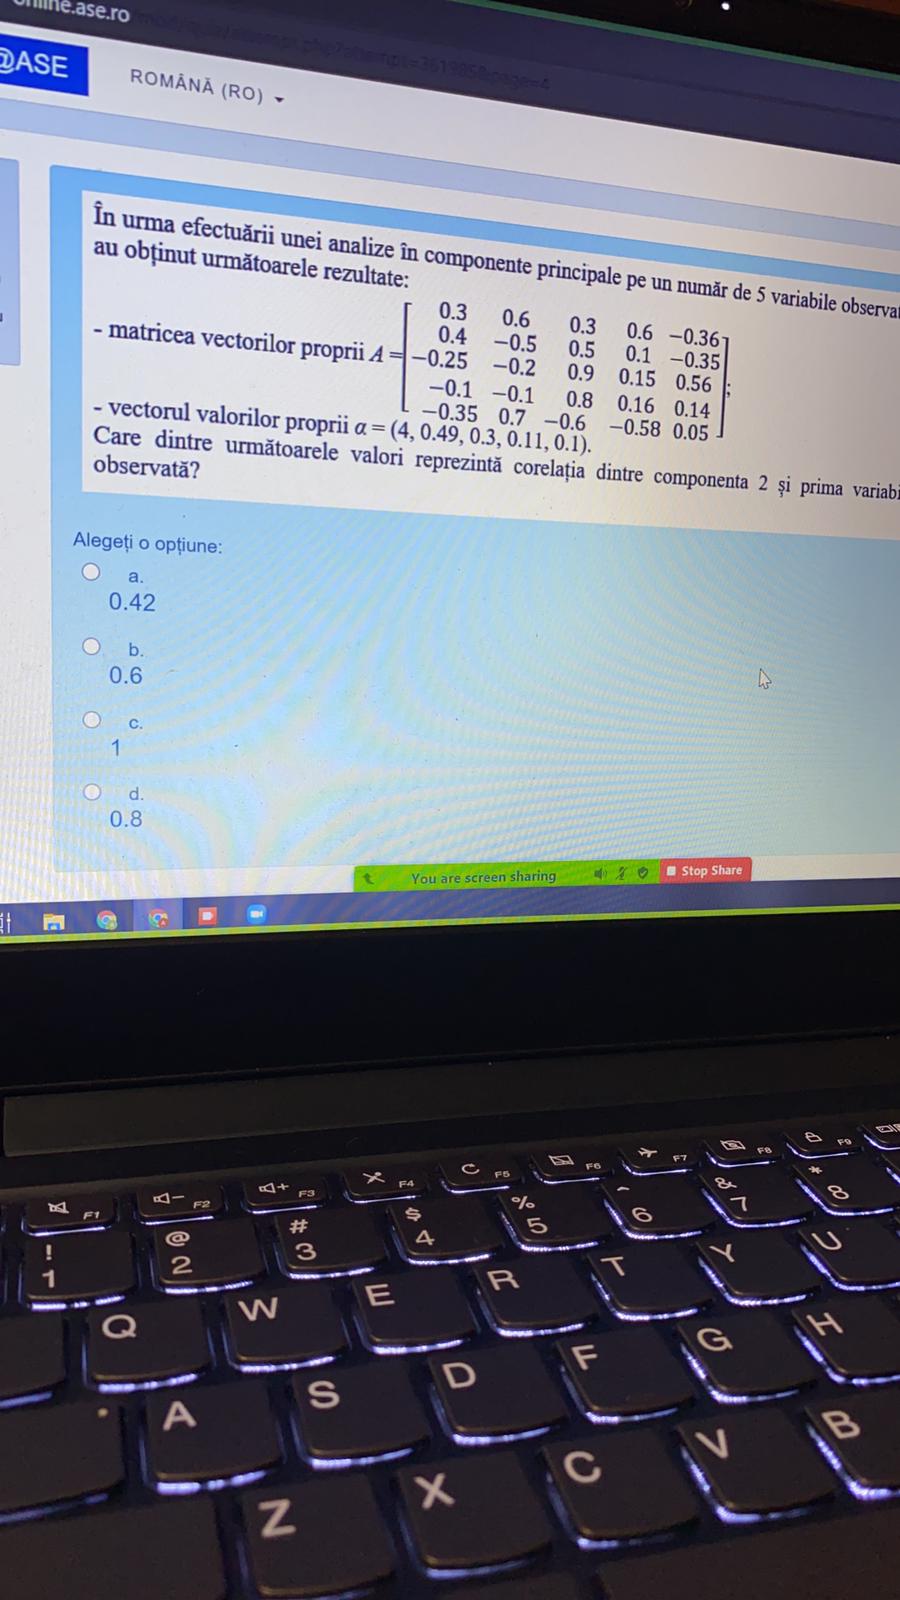 online.ase.ro
@ASE
ROMÂNĂ (RO)
În urma efectuării unei analize în componente principale pe un număr de 5 variabile
au obținut următoarele rezultate:
- matricea vectorilor proprii A =
0.3 0.6 0.3 0.6 −0.36
0.4 −0.5 0.5 0.1 −0.35
−0.25 −0.2 0.9 0.15 0.56
−0.1 −0.1 0.8 0.16 0.14
−0.35 0.7 −0.6 −0.58 0.05
;
- vectorul valorilor proprii α = (4, 0.49, 0.3, 0.11, 0.1).
Care dintre următoarele valori reprezintă corelația dintre componenta 2 și prima
observată?
Alegeți o opțiune:
a.
0.42
b.
0.6
c.
1
d.
0.8
You are screen sharing
Stop Share
F1 F2 F3 F4 F5 F6 F7 F8 F9
! @ # $ % ^ & *
1 2 3 4 5 6 7 8
Q W E R T Y U
A S D F G H
Z X C V B